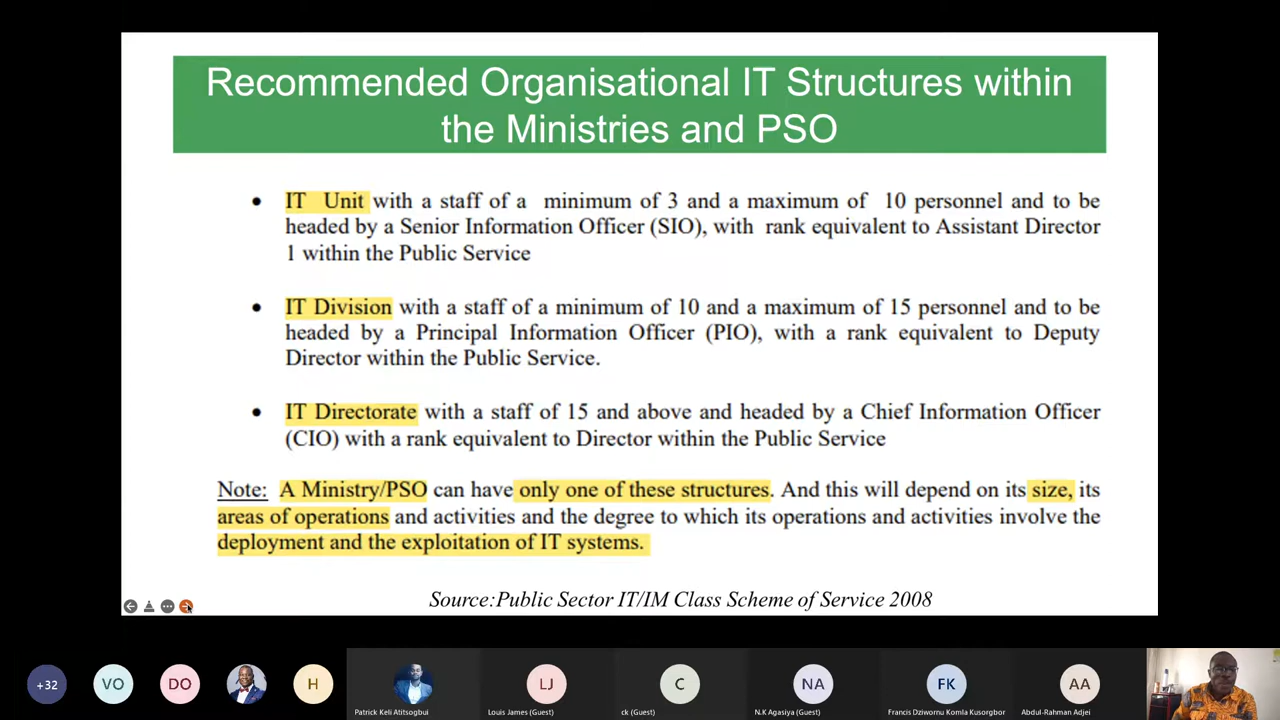 Recommended Organisational IT Structures within
the Ministries and PSO
• IT Unit with a staff of a minimum of 3 and a maximum of 10 personnel and to be
headed by a Senior Information Officer (SIO), with rank equivalent to Assistant Director
1 within the Public Service
• IT Division with a staff of a minimum of 10 and a maximum of 15 personnel and to be
headed by a Principal Information Officer (PIO), with a rank equivalent to Deputy
Director within the Public Service.
• IT Directorate with a staff of 15 and above and headed by a Chief Information Officer
(CIO) with a rank equivalent to Director within the Public Service
Note: A Ministry/PSO can have only one of these structures. And this will depend on its size, its
areas of operations and activities and the degree to which its operations and activities involve the
deployment and the exploitation of IT systems.
Source:Public Sector IT/IM Class Scheme of Service 2008
+32 VO DO H LJ C NA FK AA
Patrick Keli Atitsogbui Louis James (Guest) ck (Guest) N.K Agasiya (Guest) Francis Dziwornu Komla Kusorgbor Abdul-Rahman Adjei